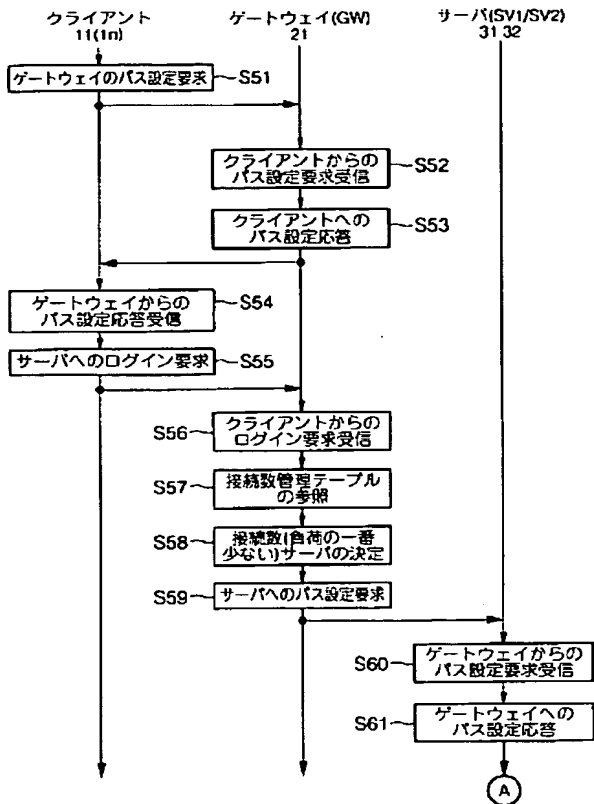 クライアント
11(1n)
ゲートウェイ(GW)
21
サーバ(SV1/SV2)
31,32
ゲートウェイのパス設定要求
S51
クライアントからの
パス設定要求受信
S52
クライアントへの
パス設定応答
S53
ゲートウェイからの
パス設定応答受信
S54
サーバへのログイン要求
S55
S56
クライアントからの
ログイン要求受信
S57
接続数管理テーブル
の参照
S58
接続数(負荷の一番
少ない)サーバの決定
S59
サーバへのパス設定要求
S60
ゲートウェイからの
パス設定要求受信
S61
ゲートウェイへの
パス設定応答
A